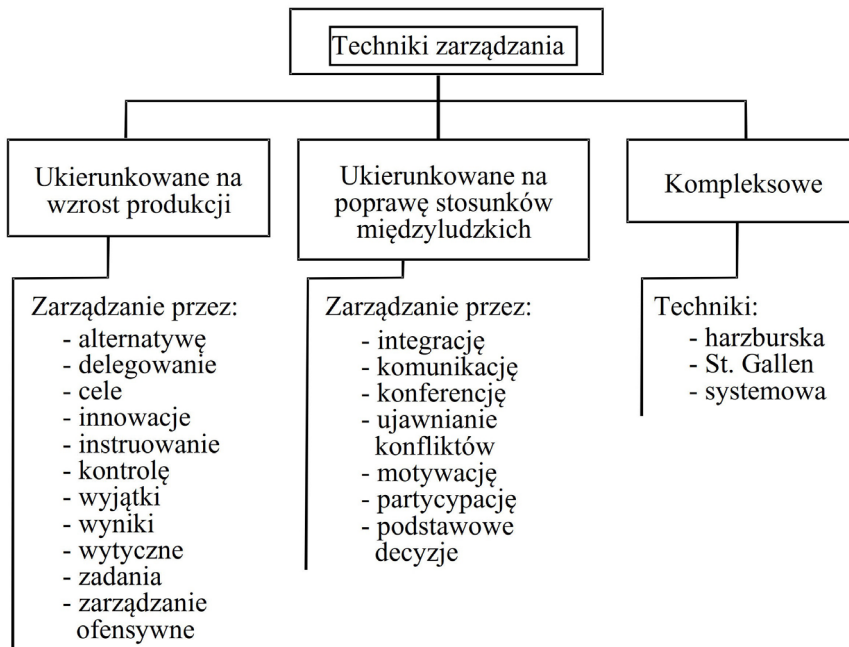 Techniki zarządzania
Ukierunkowane na
wzrost produkcji
Zarządzanie przez:
- alternatywę
- delegowanie
- cele
- innowacje
- instruowanie
- kontrolę
- wyjątki
- wyniki
- wytyczne
- zadania
- zarządzanie
ofensywne
Ukierunkowane na
poprawę stosunków
międzyludzkich
Zarządzanie przez:
- integrację
- komunikację
- konferencję
- ujawnianie
konfliktów
- motywację
- partycypację
- podstawowe
decyzje
Kompleksowe
Techniki:
- harzburska
- St. Gallen
- systemowa